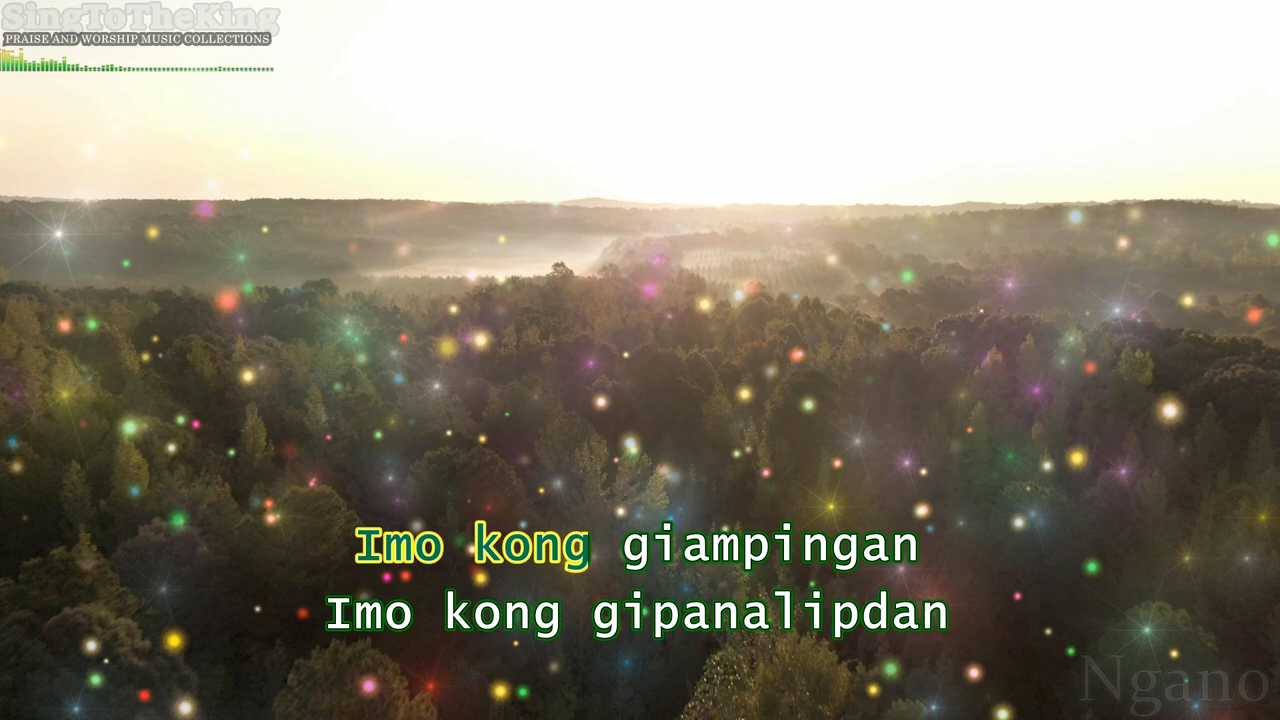 SingToTheKing
PRAISE AND WORSHIP MUSIC COLLECTIONS
Imo kong giampingan
Imo kong gipanalipdan
Ngano